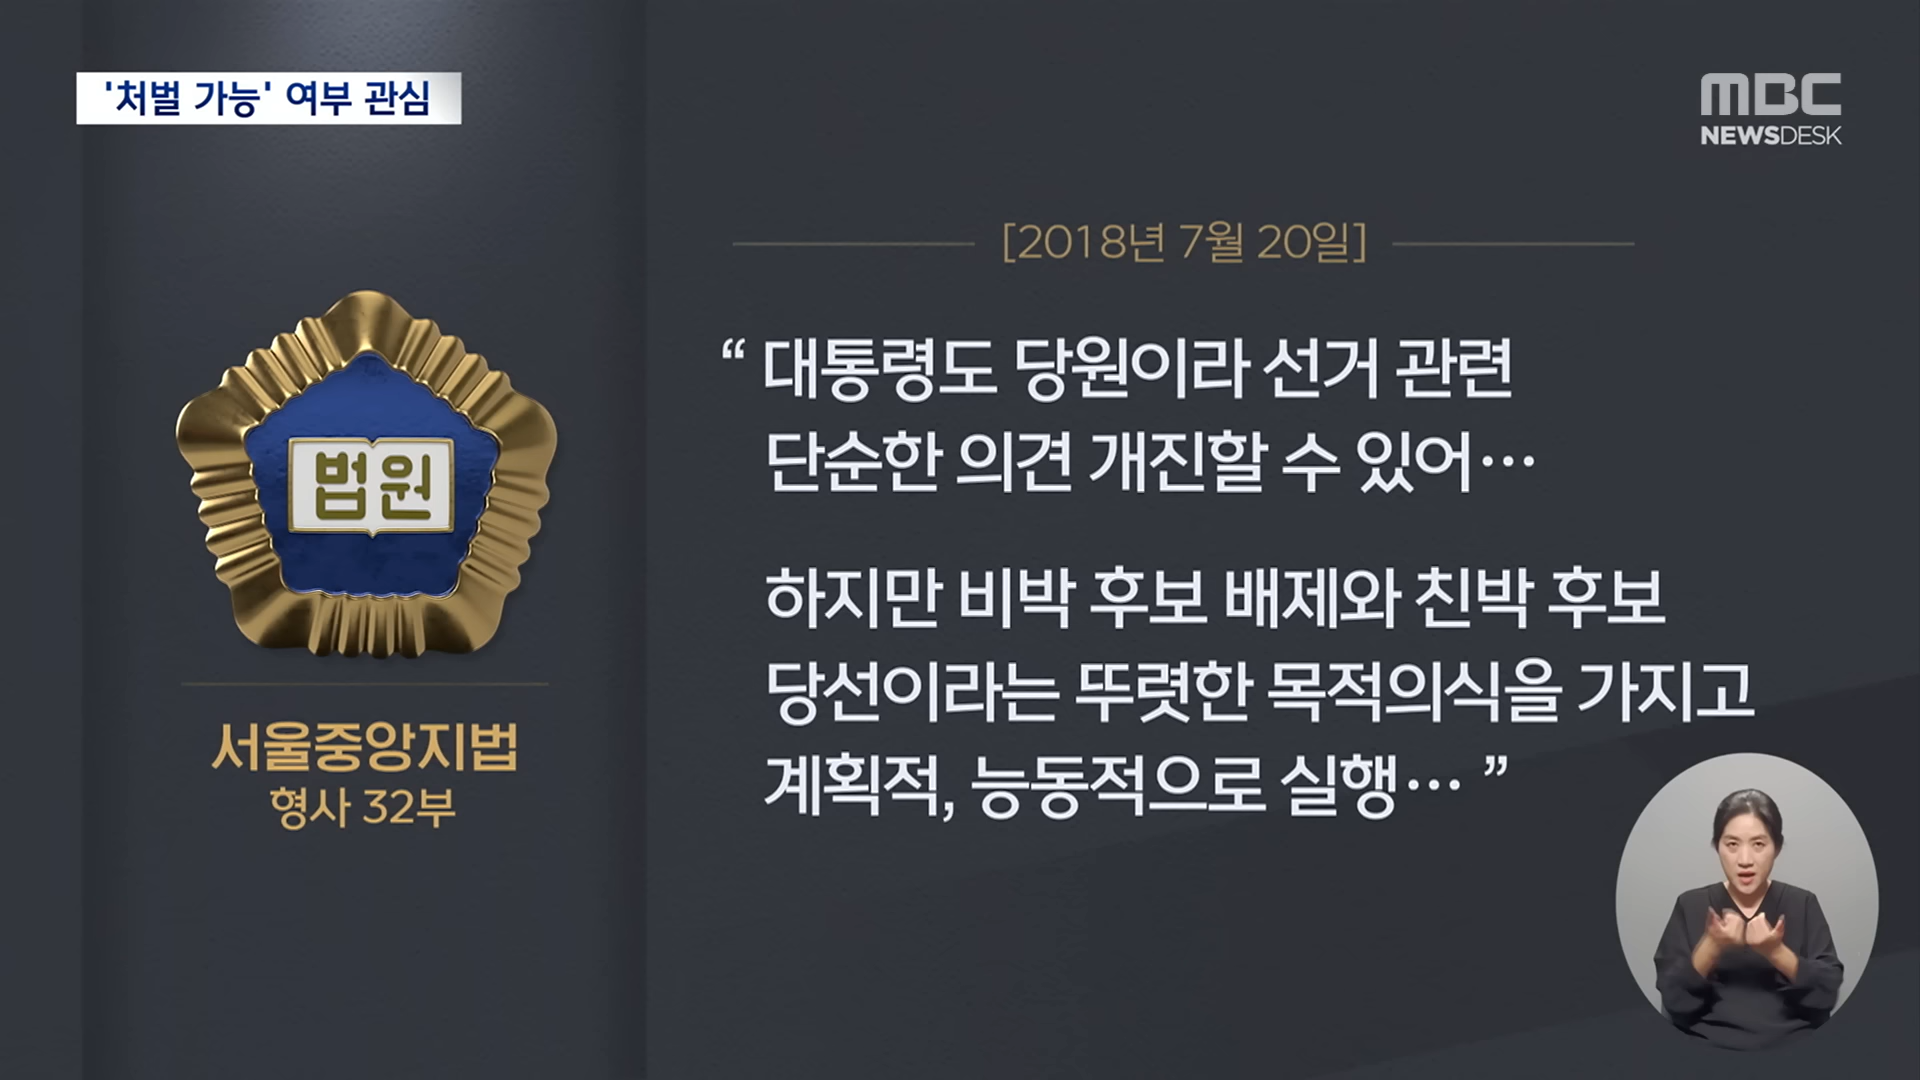 '처벌 가능' 여부 관심
MBC
NEWSDESK
[2018년 7월 20일]
“ 대통령도 당원이라 선거 관련
단순한 의견 개진할 수 있어…
하지만 비박 후보 배제와 친박 후보
당선이라는 뚜렷한 목적의식을 가지고
계획적, 능동적으로 실행… ”
법원
서울중앙지법
형사 32부